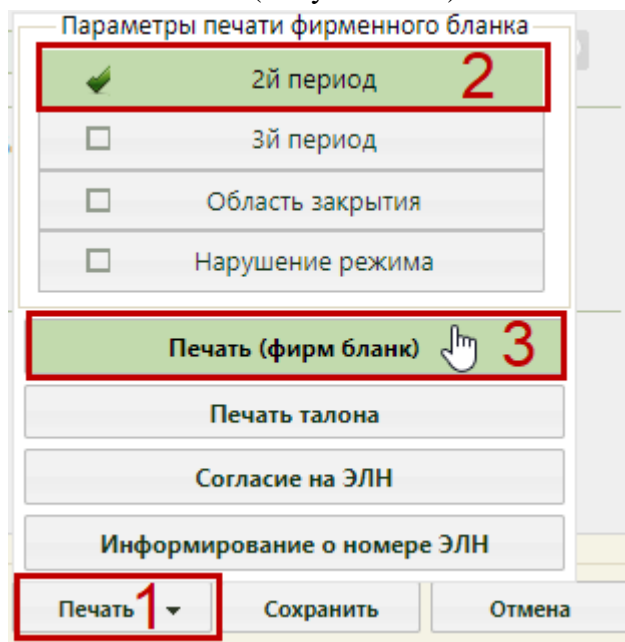 Параметры печати фирменного бланка
2й период 2
3й период
Область закрытия
Нарушение режима
Печать (фирм бланк) 3
Печать талона
Согласие на ЭЛН
Информирование о номере ЭЛН
Печать 1 Сохранить Отмена